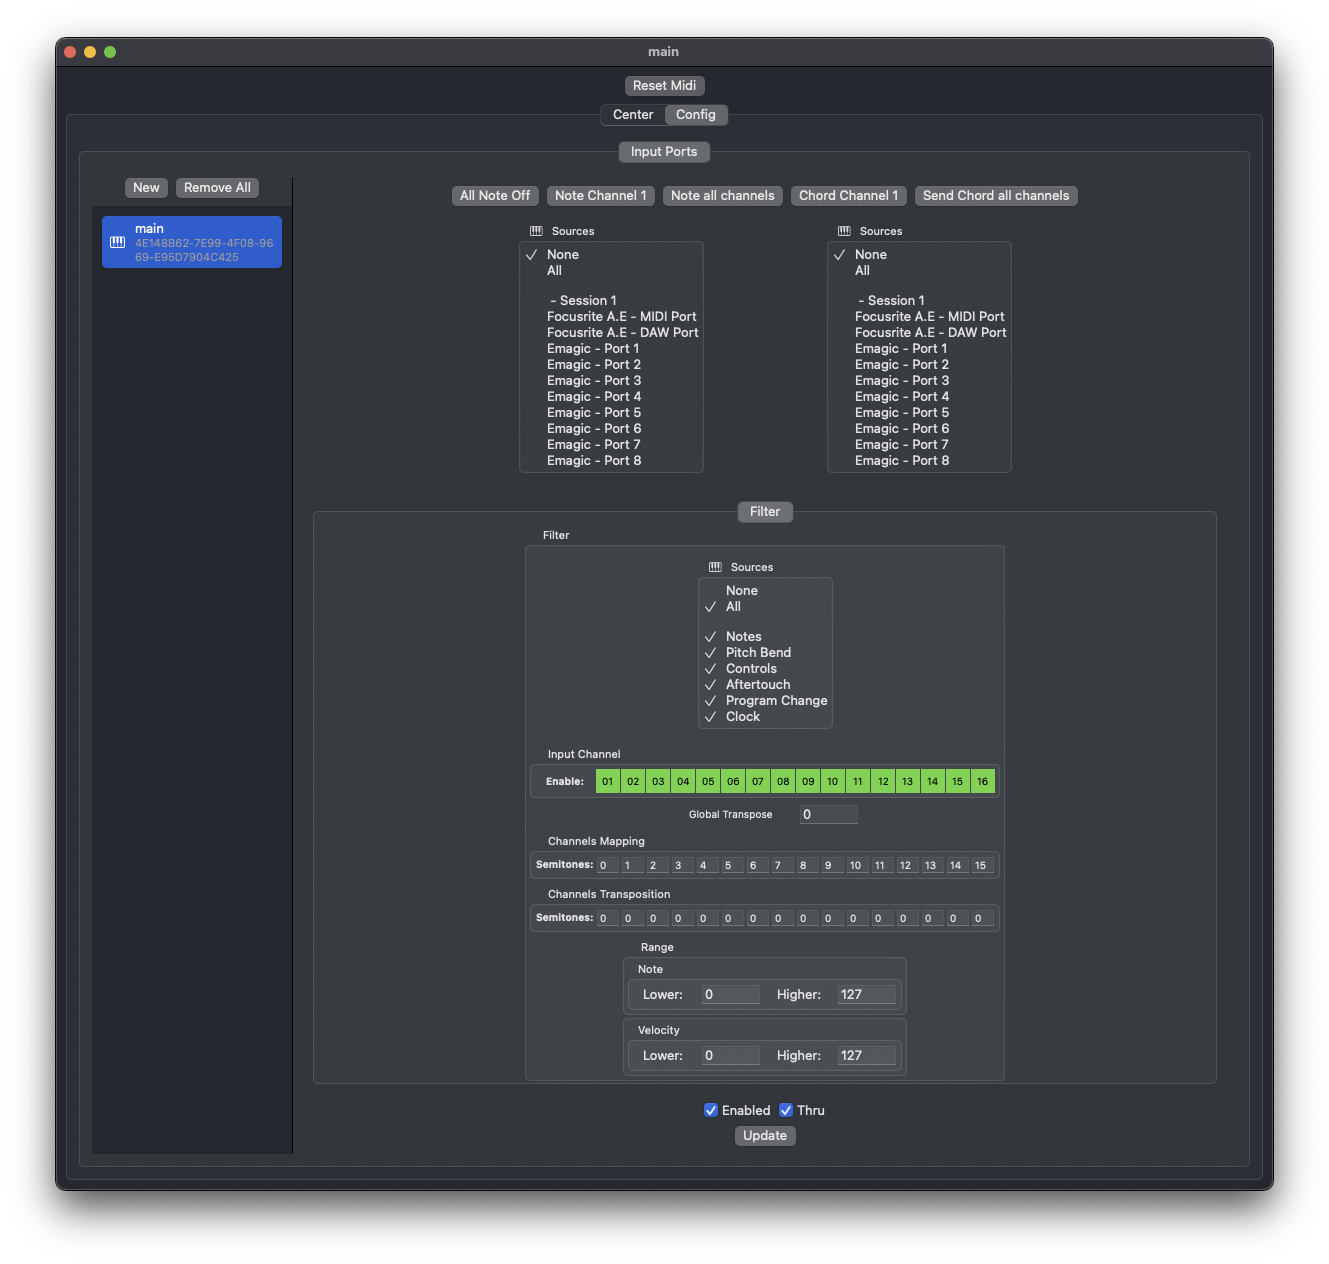 main
Reset Midi
Center Config
Input Ports
New Remove All
main
4E148B62-7E99-4F08-96
69-E95D7904C425
All Note Off Note Channel 1 Note all channels Chord Channel 1 Send Chord all channels
Sources
None
All
- Session 1
Focusrite A.E - MIDI Port
Focusrite A.E - DAW Port
Emagic - Port 1
Emagic - Port 2
Emagic - Port 3
Emagic - Port 4
Emagic - Port 5
Emagic - Port 6
Emagic - Port 7
Emagic - Port 8
Sources
None
All
- Session 1
Focusrite A.E - MIDI Port
Focusrite A.E - DAW Port
Emagic - Port 1
Emagic - Port 2
Emagic - Port 3
Emagic - Port 4
Emagic - Port 5
Emagic - Port 6
Emagic - Port 7
Emagic - Port 8
Filter
Filter
Sources
None
All
Notes
Pitch Bend
Controls
Aftertouch
Program Change
Clock
Input Channel
Enable: 01 02 03 04 05 06 07 08 09 10 11 12 13 14 15 16
Global Transpose 0
Channels Mapping
Semitones: 0 1 2 3 4 5 6 7 8 9 10 11 12 13 14 15
Channels Transposition
Semitones: 0 0 0 0 0 0 0 0 0 0 0 0 0 0 0 0
Range
Note
Lower: 0 Higher: 127
Velocity
Lower: 0 Higher: 127
Enabled Thru
Update